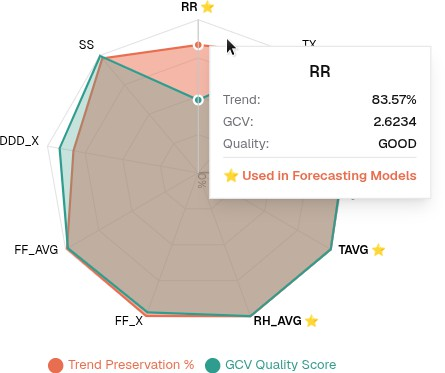 RR ⭐
SS
RR
Trend: 83.57%
GCV: 2.6234
Quality: GOOD
⭐ Used in Forecasting Models
DDD_X
FF_AVG
TAVG ⭐
FF_X
RH_AVG ⭐
Trend Preservation %
GCV Quality Score